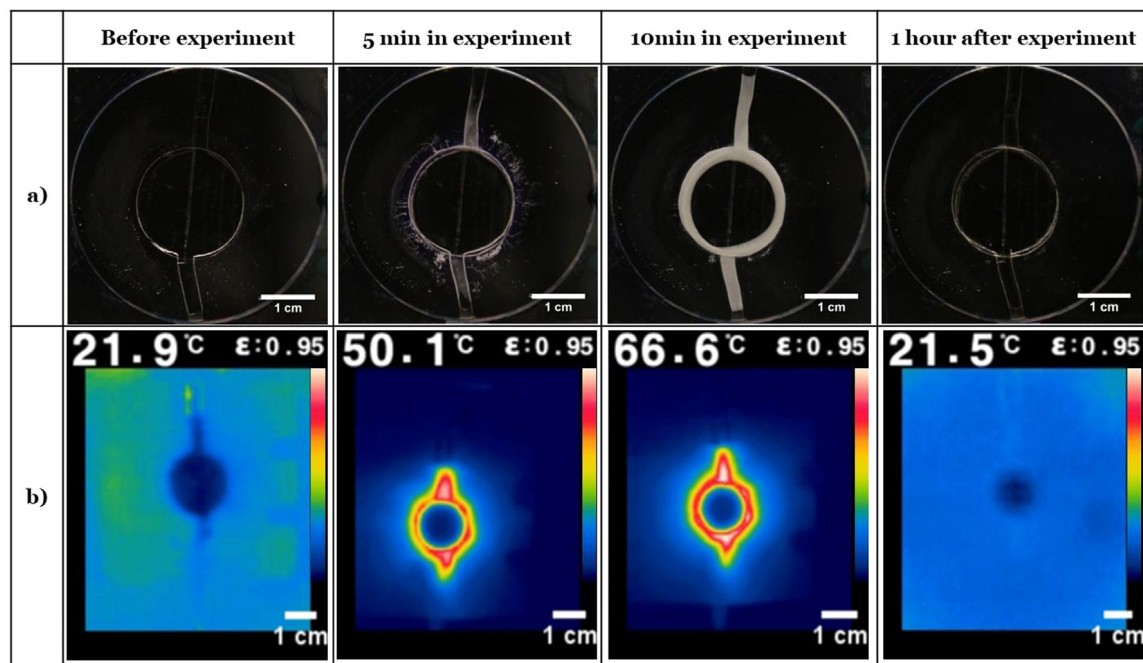 Before experiment
5 min in experiment
10min in experiment
1 hour after experiment
a)
1 cm
1 cm
1 cm
1 cm
b)
21.9°C ε:0.95
50.1°C ε:0.95
66.6°C ε:0.95
21.5°C ε:0.95
1 cm
1 cm
1 cm
1 cm